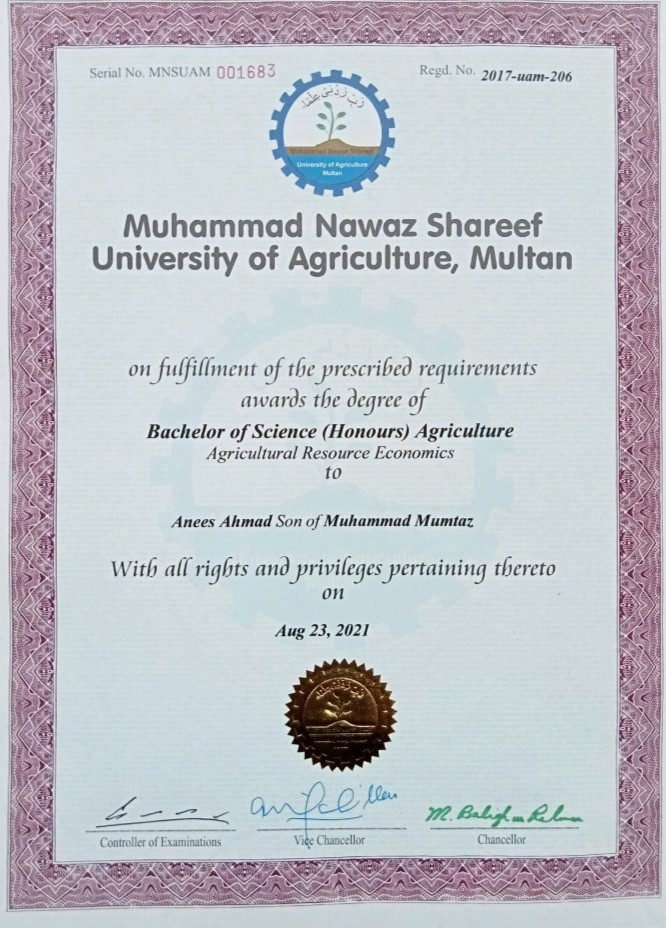 Serial No. MNSUAM 001683
Regd. No. 2017-uam-206
رَبِّ زِدْنِیْ عِلْمًا
Muhammad Nawaz Shareef
University of Agriculture
Multan
Muhammad Nawaz Shareef
University of Agriculture, Multan
on fulfillment of the prescribed requirements
awards the degree of
Bachelor of Science (Honours) Agriculture
Agricultural Resource Economics
to
Anees Ahmad Son of Muhammad Mumtaz
With all rights and privileges pertaining thereto
on
Aug 23, 2021
M. Baligh ur Rehman
Controller of Examinations
Vice Chancellor
Chancellor